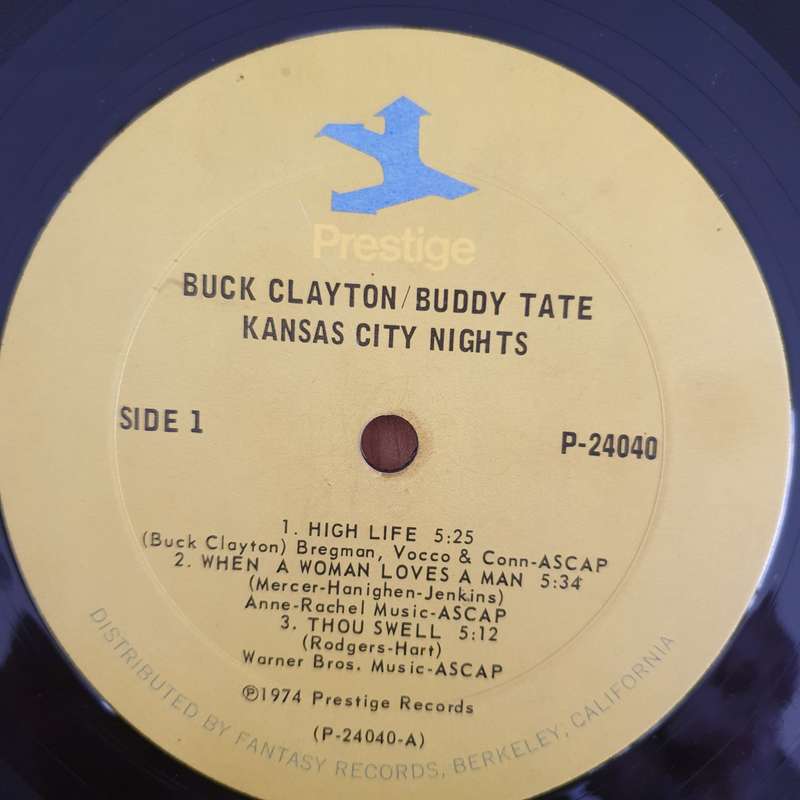 Prestige
BUCK CLAYTON/BUDDY TATE
KANSAS CITY NIGHTS
SIDE 1
P-24040
1. HIGH LIFE 5:25
(Buck Clayton) Bregman, Vocco & Conn-ASCAP
2. WHEN A WOMAN LOVES A MAN 5:34
(Mercer-Hanighen-Jenkins)
Anne-Rachel Music-ASCAP
3. THOU SWELL 5:12
(Rodgers-Hart)
Warner Bros. Music-ASCAP
℗1974 Prestige Records
(P-24040-A)
DISTRIBUTED BY FANTASY RECORDS, BERKELEY, CALIFORNIA